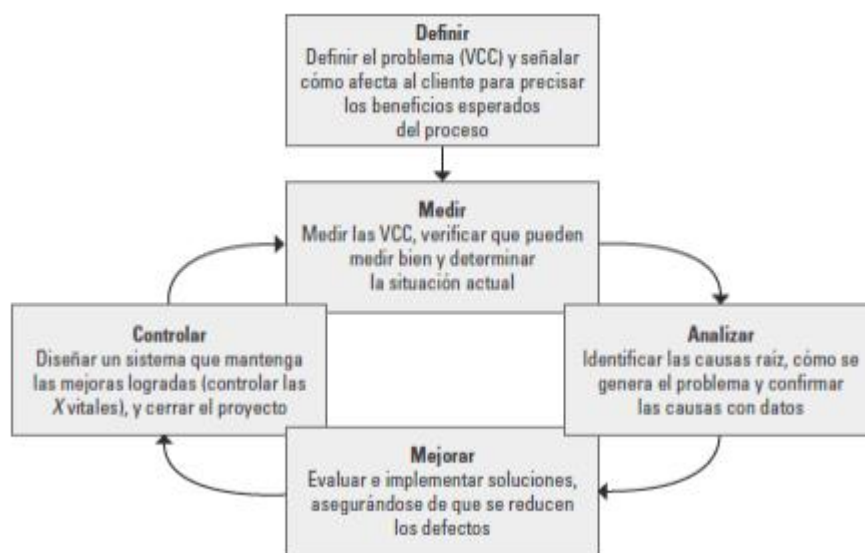 Definir
Definir el problema (VCC) y señalar
cómo afecta al cliente para precisar
los beneficios esperados
del proceso
Medir
Medir las VCC, verificar que pueden
medir bien y determinar
la situación actual
Controlar
Diseñar un sistema que mantenga
las mejoras logradas (controlar las
X vitales), y cerrar el proyecto
Analizar
Identificar las causas raíz, cómo se
genera el problema y confirmar
las causas con datos
Mejorar
Evaluar e implementar soluciones,
asegurándose de que se reducen
los defectos